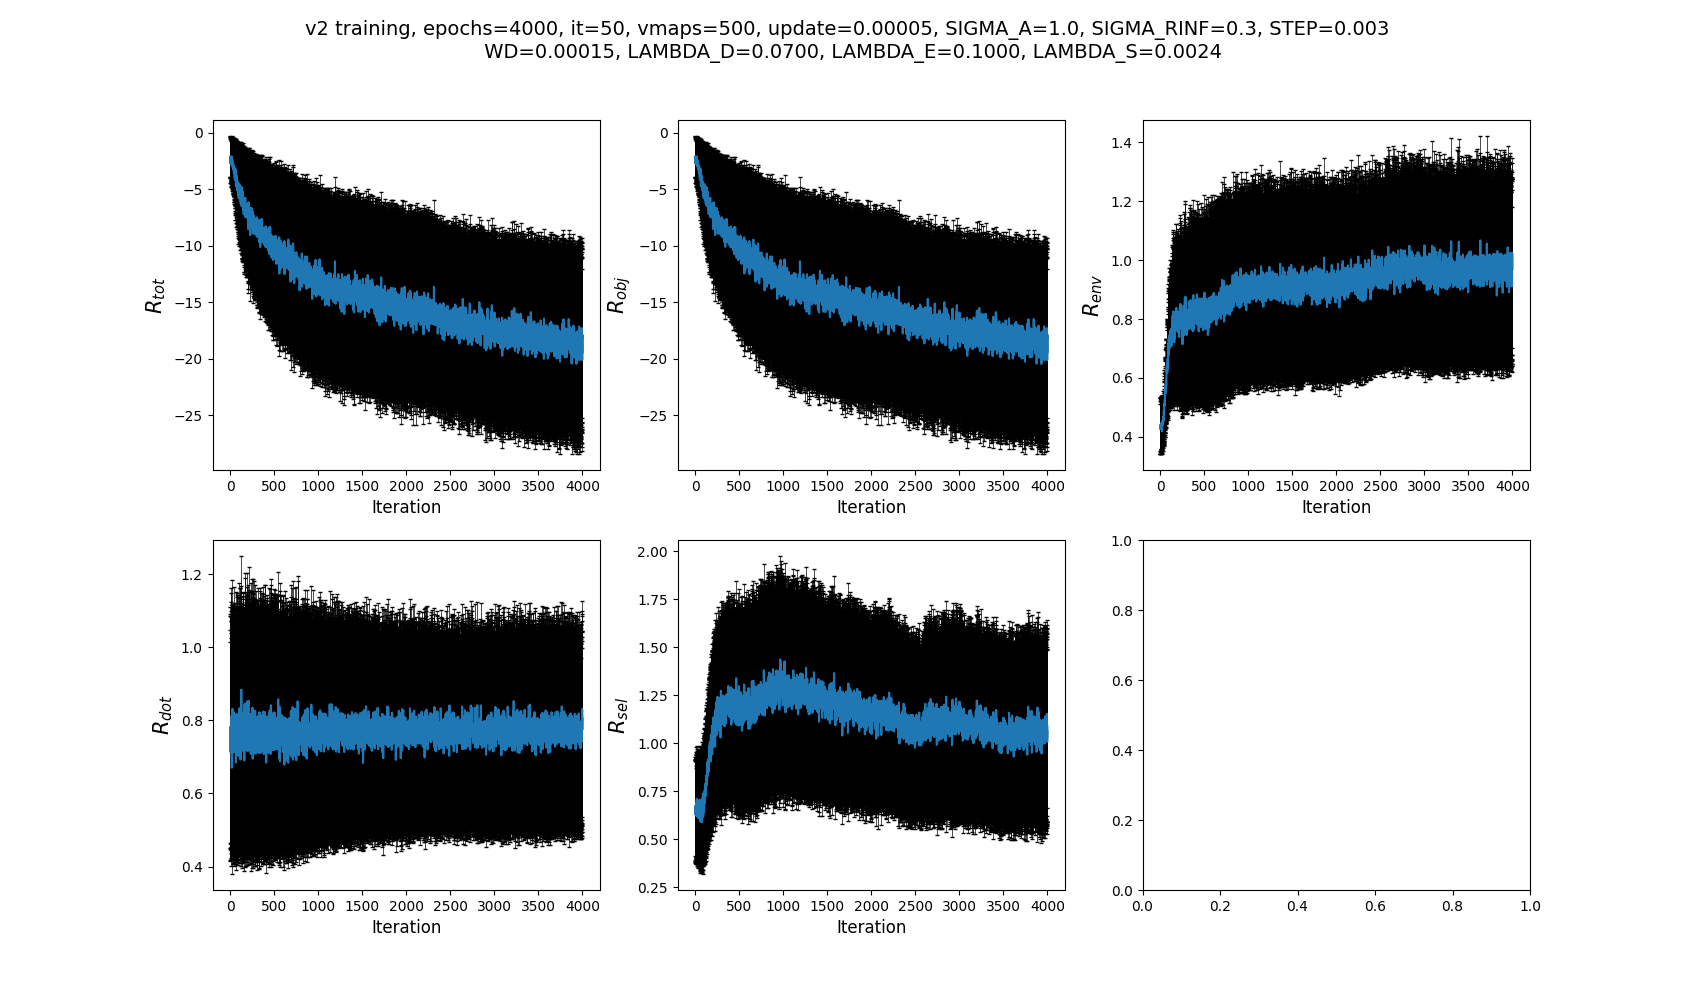 v2 training, epochs=4000, it=50, vmaps=500, update=0.00005, SIGMA_A=1.0, SIGMA_RINF=0.3, STEP=0.003
WD=0.00015, LAMBDA_D=0.0700, LAMBDA_E=0.1000, LAMBDA_S=0.0024
R_tot
0
−5
−10
−15
−20
−25
0 500 1000 1500 2000 2500 3000 3500 4000
Iteration
R_obj
0
−5
−10
−15
−20
−25
0 500 1000 1500 2000 2500 3000 3500 4000
Iteration
R_env
1.4
1.2
1.0
0.8
0.6
0.4
0 500 1000 1500 2000 2500 3000 3500 4000
Iteration
R_dot
1.2
1.0
0.8
0.6
0.4
0 500 1000 1500 2000 2500 3000 3500 4000
Iteration
R_sel
2.00
1.75
1.50
1.25
1.00
0.75
0.50
0.25
0 500 1000 1500 2000 2500 3000 3500 4000
Iteration
1.0
0.8
0.6
0.4
0.2
0.0
0.0 0.2 0.4 0.6 0.8 1.0